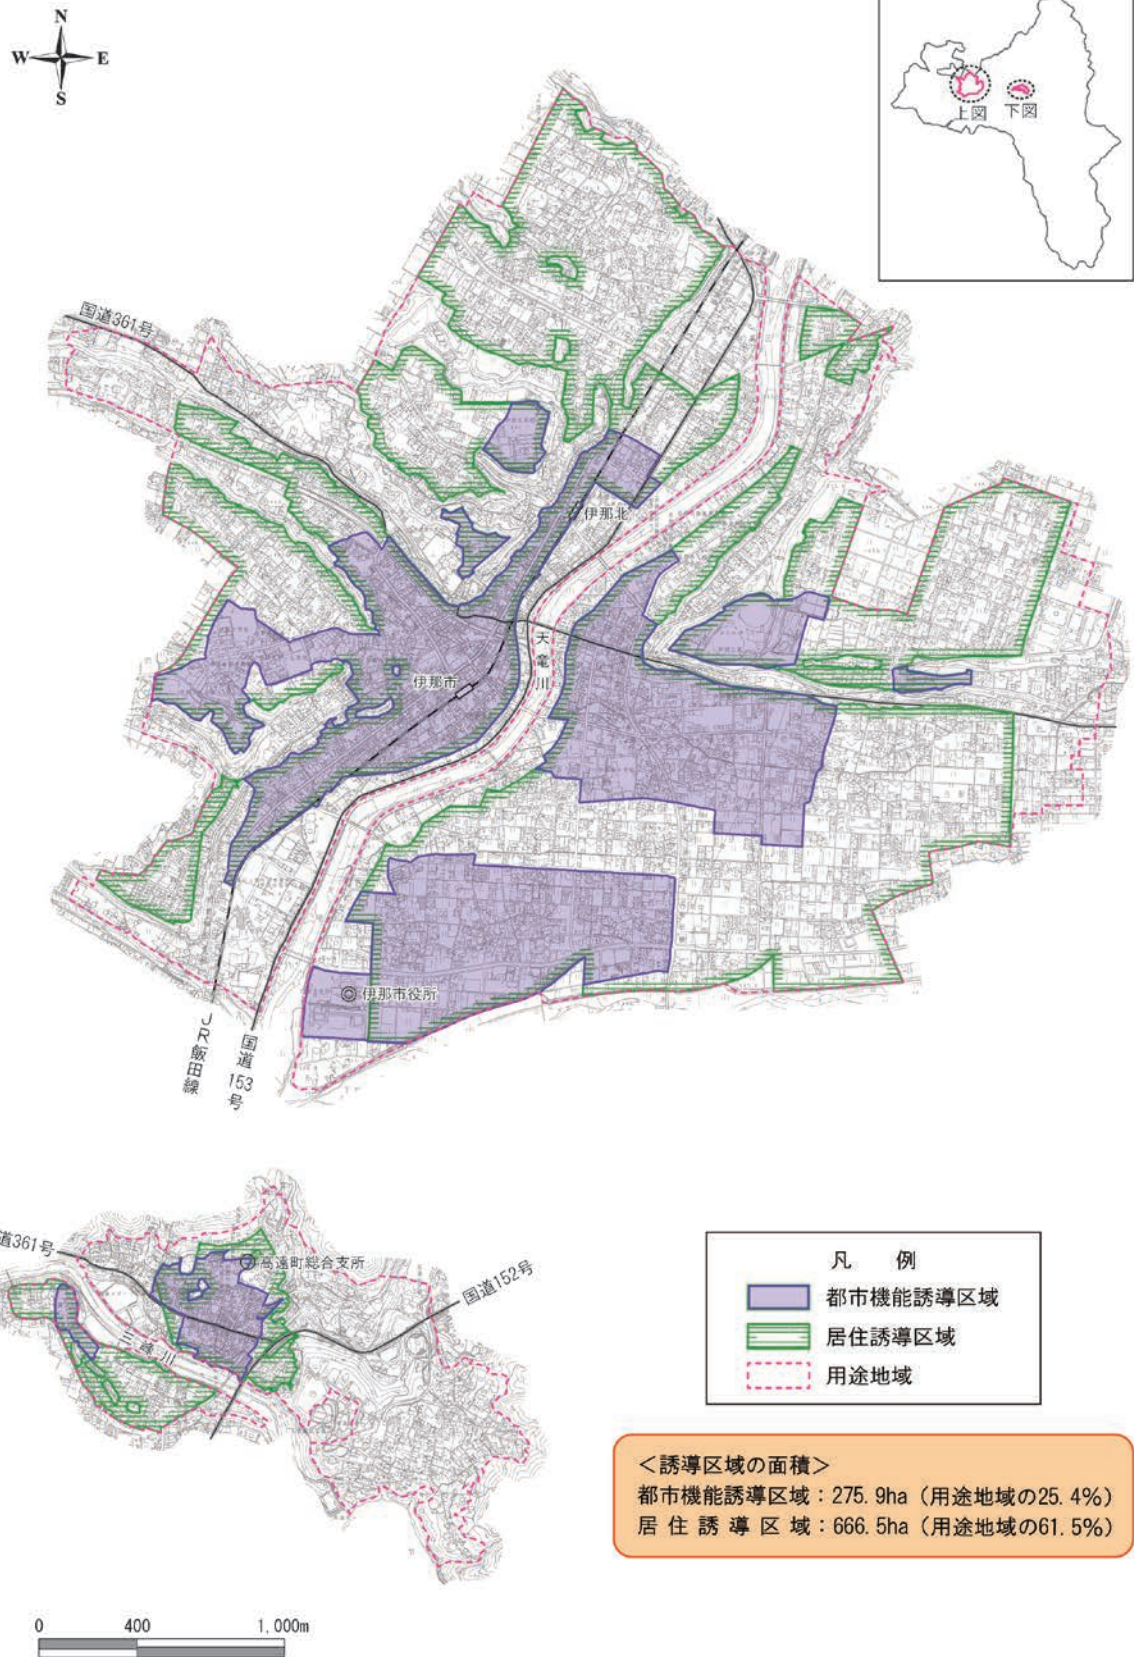 N
W E
S
上図 下図
国道361号
伊那北
天竜川
伊那市
伊那市役所
JR飯田線
国道153号
道361号
高遠町総合支所
国道152号
三峰川
凡 例
都市機能誘導区域
居住誘導区域
用途地域
＜誘導区域の面積＞
都市機能誘導区域：275.9ha（用途地域の25.4%）
居 住 誘 導 区 域：666.5ha（用途地域の61.5%）
0 400 1,000m